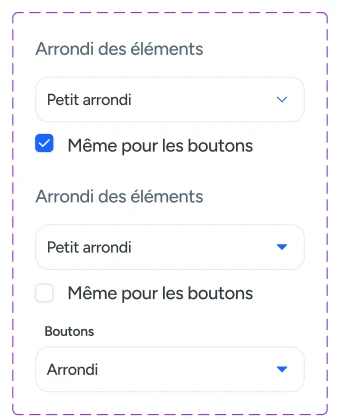 Arrondi des éléments
Petit arrondi
Même pour les boutons
Arrondi des éléments
Petit arrondi
Même pour les boutons
Boutons
Arrondi